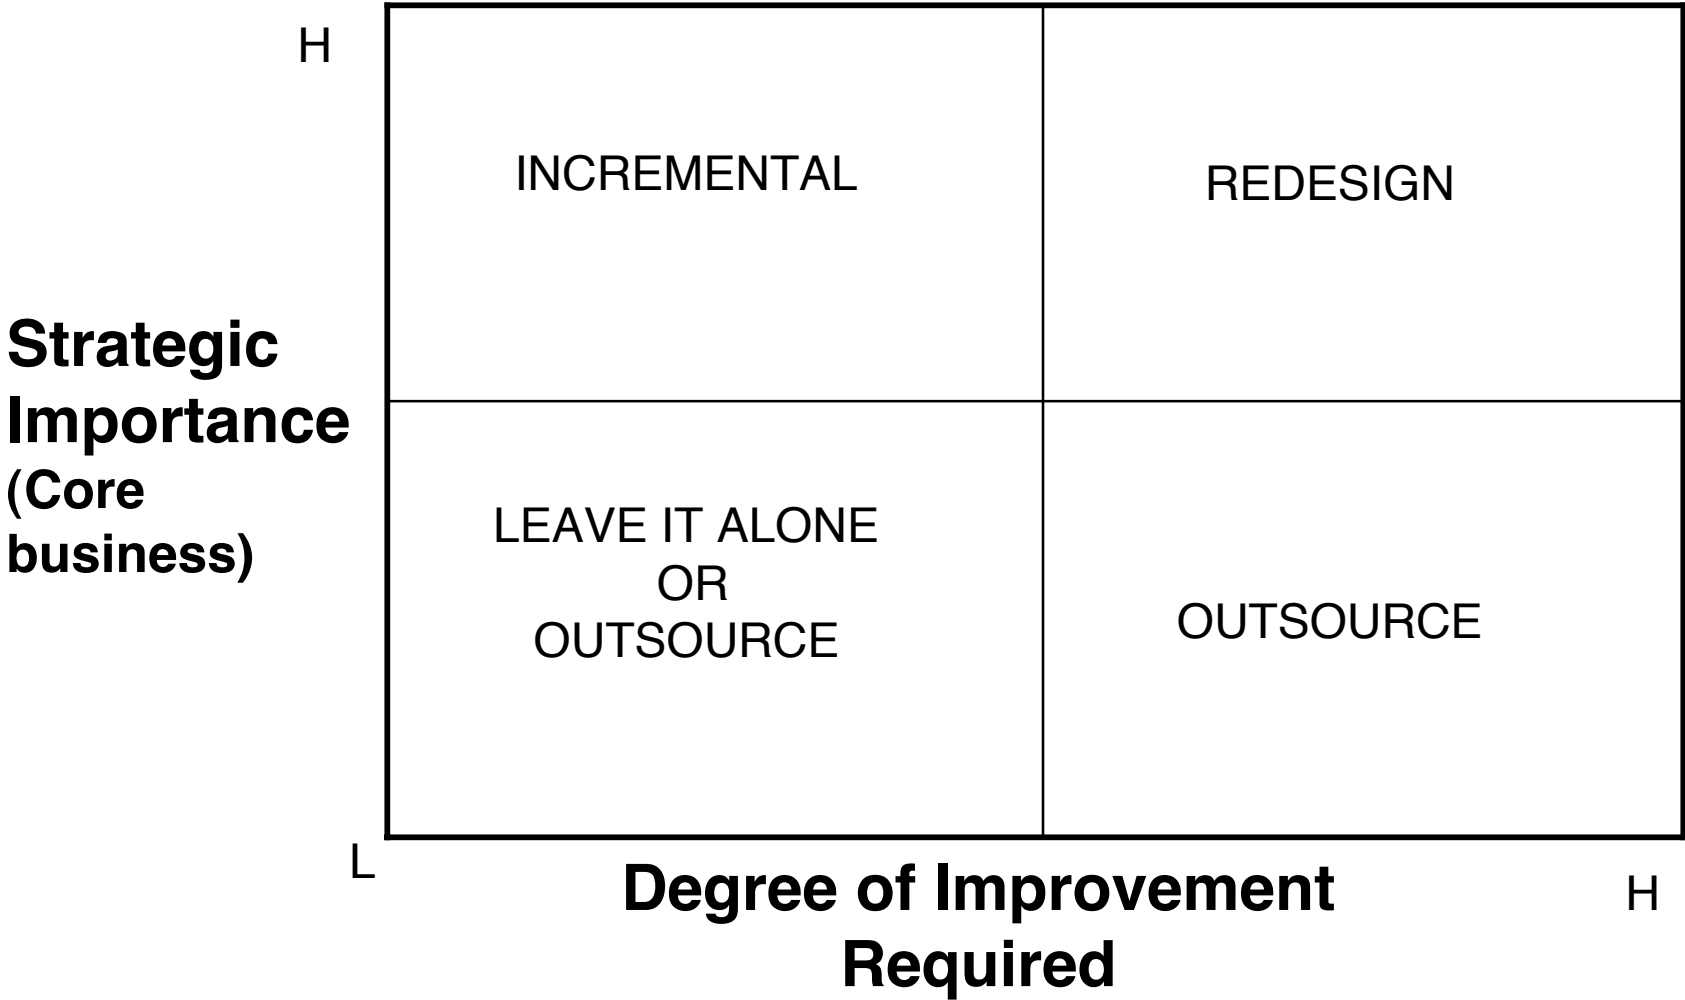 H
INCREMENTAL
REDESIGN
Strategic
Importance
(Core
business)
LEAVE IT ALONE
OR
OUTSOURCE
OUTSOURCE
L
Degree of Improvement
Required
H